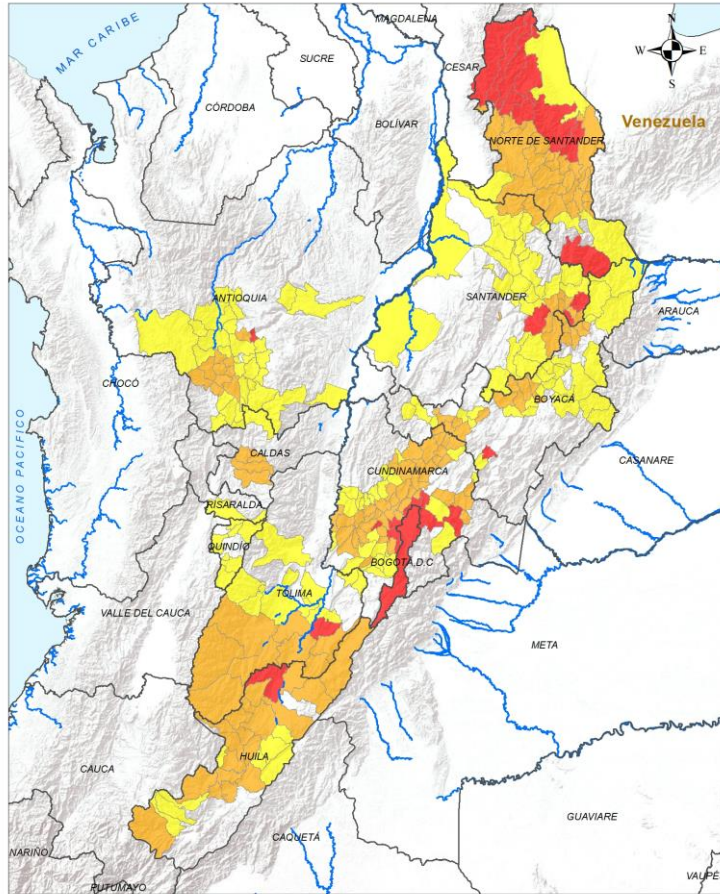 MAGDALENA
N
MAR CARIBE
SUCRE
CESAR
W
E
S
CÓRDOBA
BOLÍVAR
Venezuela
NORTE DE SANTANDER
ANTIOQUIA
SANTANDER
ARAUCA
CHOCÓ
BOYACÁ
CALDAS
CUNDINAMARCA
CASANARE
OCEANO PACIFICO
RISARALDA
QUINDÍO
BOGOTÁ D.C
TOLIMA
VALLE DEL CAUCA
META
HUILA
CAUCA
GUAVIARE
CAQUETÁ
NARIÑO
PUTUMAYO
VAUPÉ